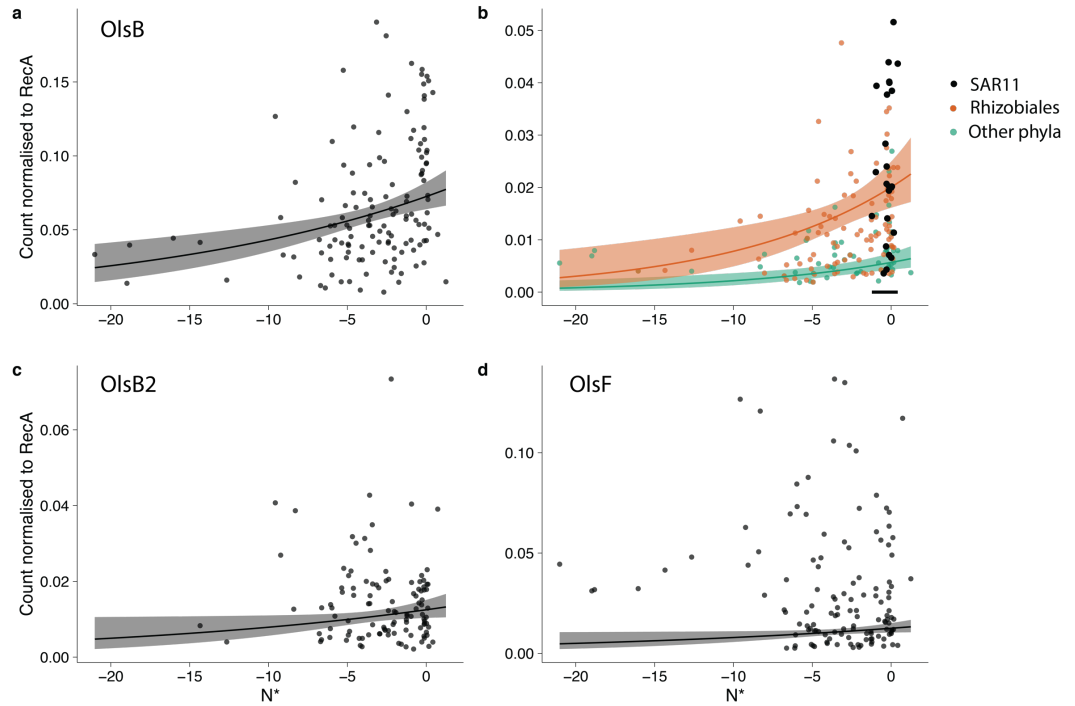 a
OlsB
Count normalised to RecA
0.15
0.10
0.05
0.00
−20
−15
−10
−5
0
b
0.05
0.04
0.03
0.02
0.01
0.00
−20
−15
−10
−5
0
SAR11
Rhizobiales
Other phyla
c
OlsB2
Count normalised to RecA
0.06
0.04
0.02
0.00
−20
−15
−10
−5
0
N*
d
OlsF
0.10
0.05
0.00
−20
−15
−10
−5
0
N*